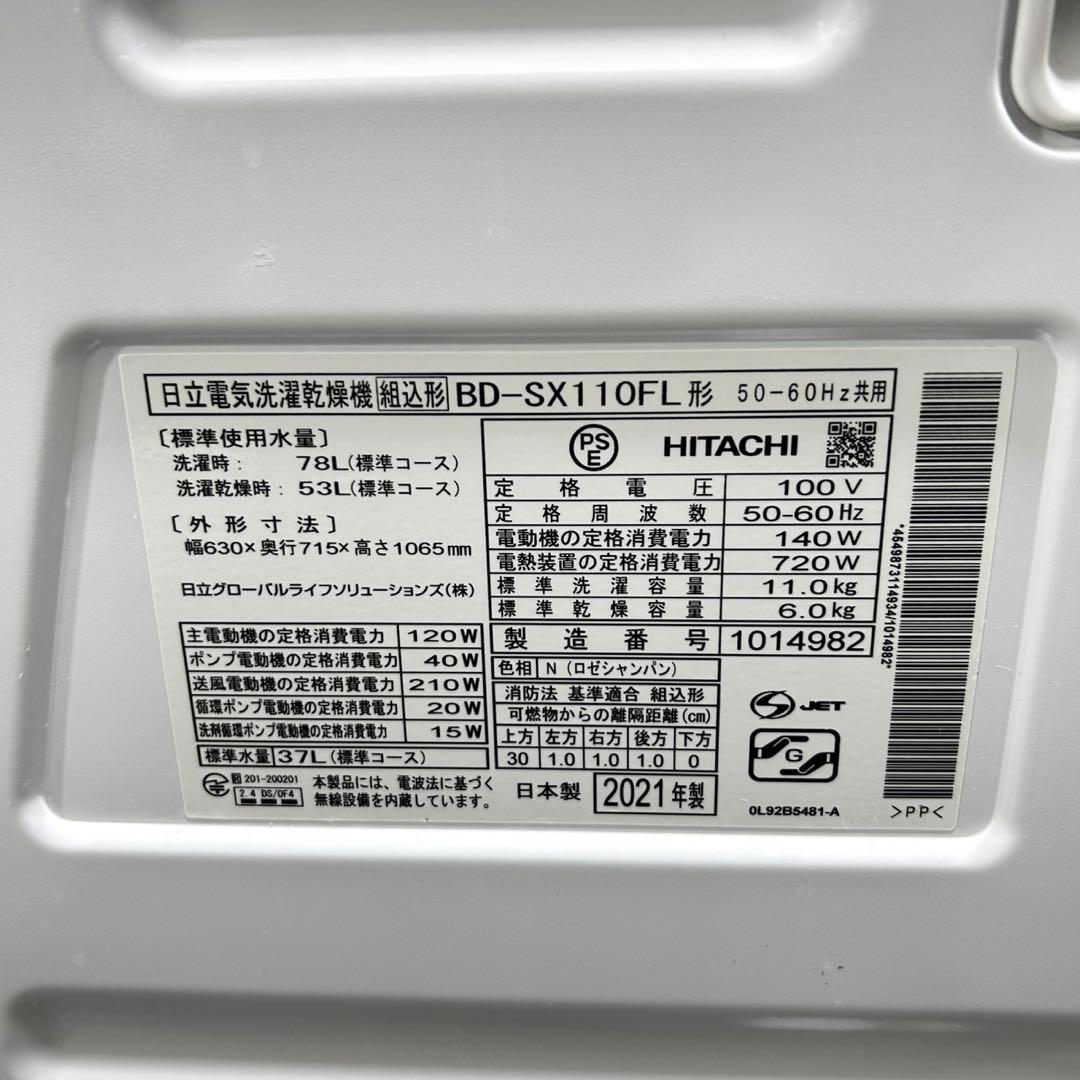 日立電気洗濯乾燥機 組込形 BD-SX110FL形 50-60Hz共用
〔標準使用水量〕
洗濯時： 78L(標準コース)
洗濯乾燥時： 53L(標準コース)
〔外形寸法〕
幅630×奥行715×高さ1065mm
日立グローバルライフソリューションズ(株)
PS E HITACHI
定格電圧 100V
定格周波数 50-60Hz
電動機の定格消費電力 140W
電熱装置の定格消費電力 720W
標準洗濯容量 11.0kg
標準乾燥容量 6.0kg
製造番号 1014982
主電動機の定格消費電力 120W
ポンプ電動機の定格消費電力 40W
送風電動機の定格消費電力 210W
循環ポンプ電動機の定格消費電力 20W
洗剤循環ポンプ電動機の定格消費電力 15W
標準水量 37L(標準コース)
色相 N (ロゼシャンパン)
消防法 基準適合 組込形
可燃物からの離隔距離(cm)
上方 左方 右方 後方 下方
30 1.0 1.0 1.0 0
R 201-200201
2.4 DS/OF4
本製品には、電波法に基づく
無線設備を内蔵しています。
日本製 2021年製
S JET
G
0L92B5481-A
>PP<
*4549873114934/1014982*